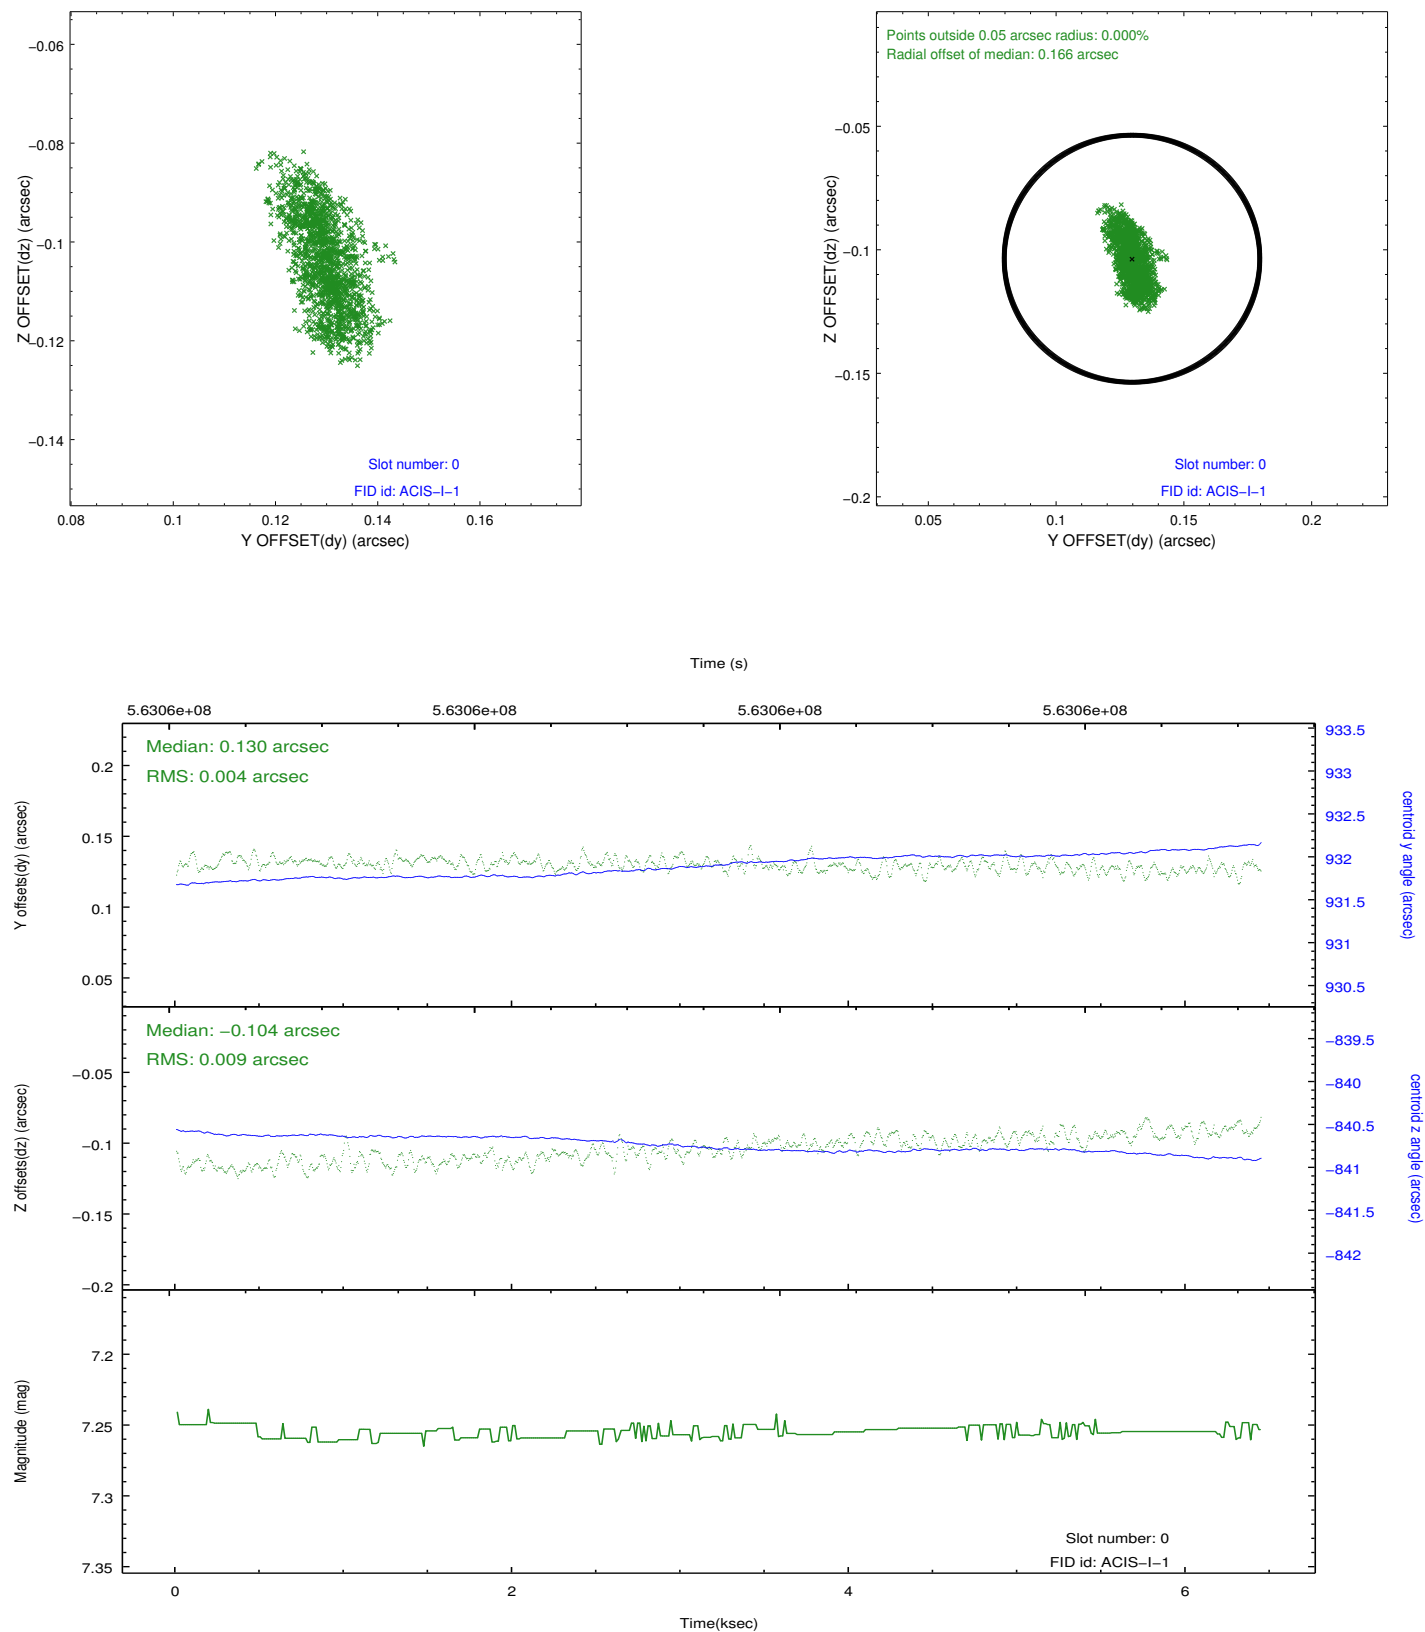 −0.06
−0.08
−0.1
−0.12
−0.14
Z OFFSET(dz) (arcsec)
Slot number: 0
FID id: ACIS−I−1
0.08 0.1 0.12 0.14 0.16
Y OFFSET(dy) (arcsec)
Points outside 0.05 arcsec radius: 0.000%
Radial offset of median: 0.166 arcsec
−0.05
−0.1
−0.15
−0.2
Z OFFSET(dz) (arcsec)
Slot number: 0
FID id: ACIS−I−1
0.05 0.1 0.15 0.2
Y OFFSET(dy) (arcsec)
Time (s)
5.6306e+08 5.6306e+08 5.6306e+08 5.6306e+08
Median: 0.130 arcsec
RMS: 0.004 arcsec
0.2
0.15
0.1
0.05
Y offsets(dy) (arcsec)
933.5
933
932.5
932
931.5
931
930.5
centroid y angle (arcsec)
Median: −0.104 arcsec
RMS: 0.009 arcsec
−0.05
−0.1
−0.15
−0.2
Z offsets(dz) (arcsec)
−839.5
−840
−840.5
−841
−841.5
−842
centroid z angle (arcsec)
7.2
7.25
7.3
7.35
Magnitude (mag)
Slot number: 0
FID id: ACIS−I−1
0 2 4 6
Time(ksec)